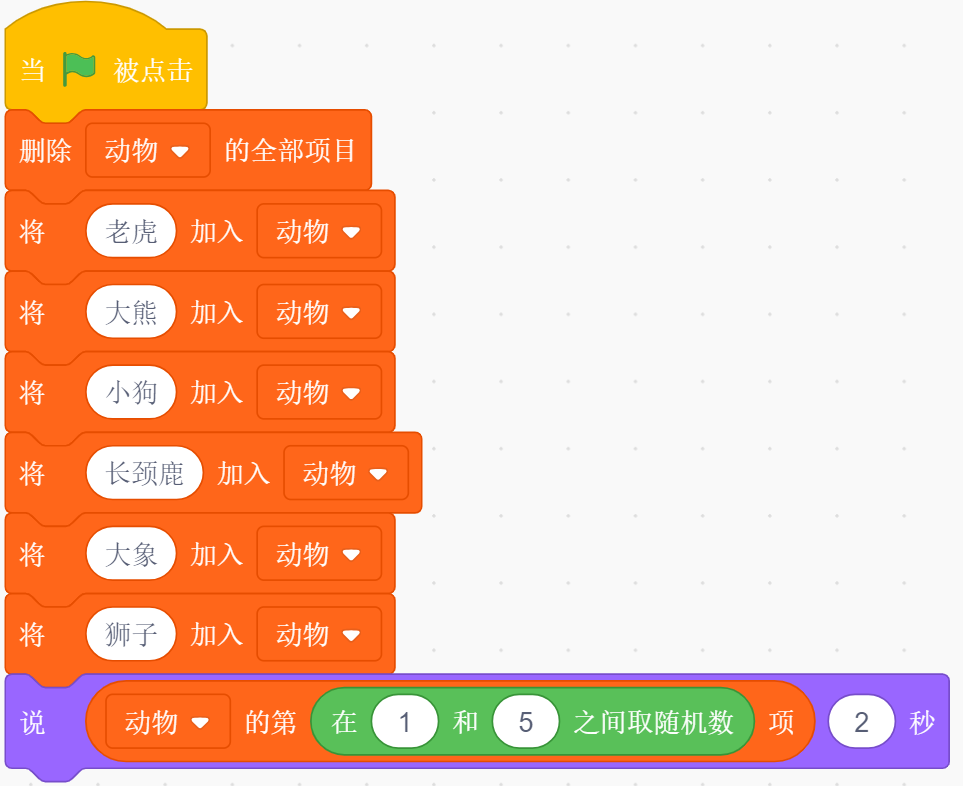 当 被点击
删除 动物 的全部项目
将 老虎 加入 动物
将 大熊 加入 动物
将 小狗 加入 动物
将 长颈鹿 加入 动物
将 大象 加入 动物
将 狮子 加入 动物
说 动物 的第 在 1 和 5 之间取随机数 项 2 秒